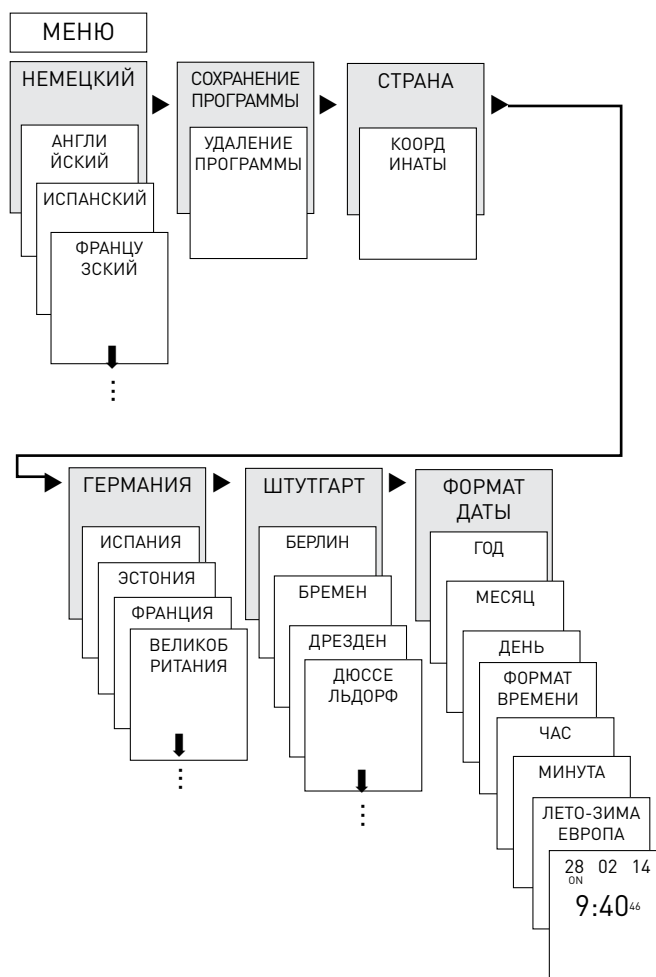 МЕНЮ
НЕМЕЦКИЙ
АНГЛИ
ЙСКИЙ
ИСПАНСКИЙ
ФРАНЦУ
ЗСКИЙ
СОХРАНЕНИЕ
ПРОГРАММЫ
УДАЛЕНИЕ
ПРОГРАММЫ
СТРАНА
КООРД
ИНАТЫ
ГЕРМАНИЯ
ИСПАНИЯ
ЭСТОНИЯ
ФРАНЦИЯ
ВЕЛИКОБ
РИТАНИЯ
ШТУТГАРТ
БЕРЛИН
БРЕМЕН
ДРЕЗДЕН
ДЮССЕ
ЛЬДОРФ
ФОРМАТ
ДАТЫ
ГОД
МЕСЯЦ
ДЕНЬ
ФОРМАТ
ВРЕМЕНИ
ЧАС
МИНУТА
ЛЕТО-ЗИМА
ЕВРОПА
28 02 14
ON
9:40 46